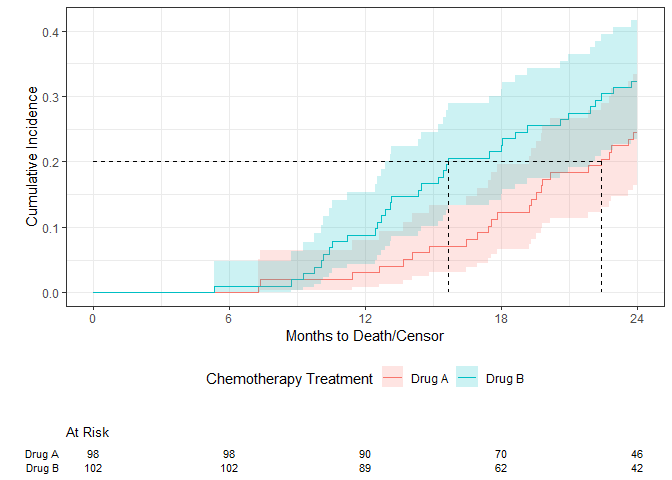 0.4
0.3
0.2
0.1
0.0
Cumulative Incidence
0 6 12 18 24
Months to Death/Censor
Chemotherapy Treatment Drug A Drug B
At Risk
Drug A 98 98 90 70 46
Drug B 102 102 89 62 42